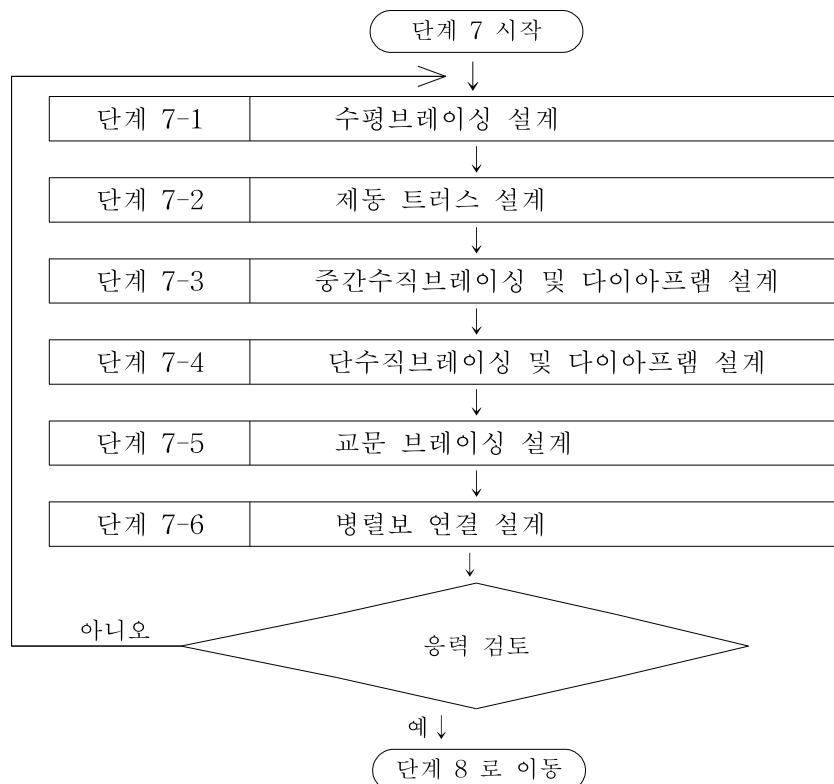 단계 7 시작
단계 7-1 수평브레이싱 설계
단계 7-2 제동 트러스 설계
단계 7-3 중간수직브레이싱 및 다이아프램 설계
단계 7-4 단수직브레이싱 및 다이아프램 설계
단계 7-5 교문 브레이싱 설계
단계 7-6 병렬보 연결 설계
아니오
응력 검토
예
단계 8 로 이동